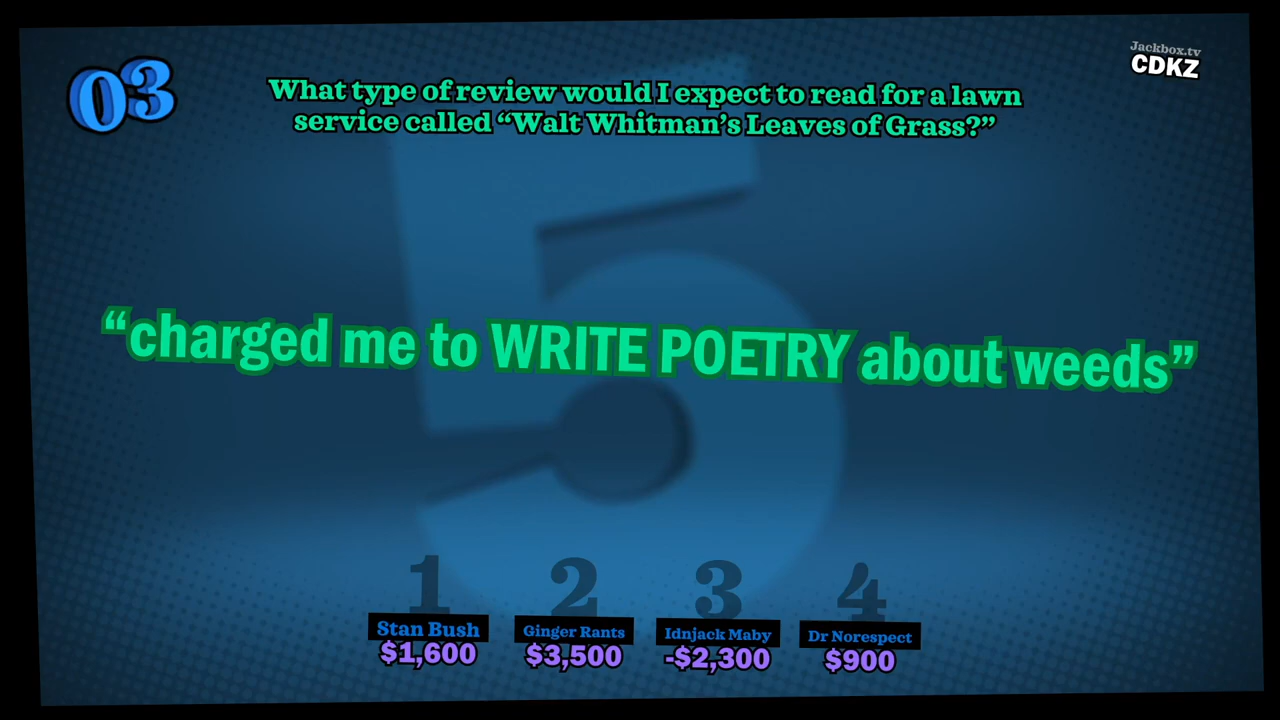 03
What type of review would I expect to read for a lawn
service called “Walt Whitman’s Leaves of Grass?”
Jackbox.tv
CDKZ
5
“charged me to WRITE POETRY about weeds”
1
Stan Bush
$1,600
2
Ginger Rants
$3,500
3
Idnjack Maby
-$2,300
4
Dr Norespect
$900